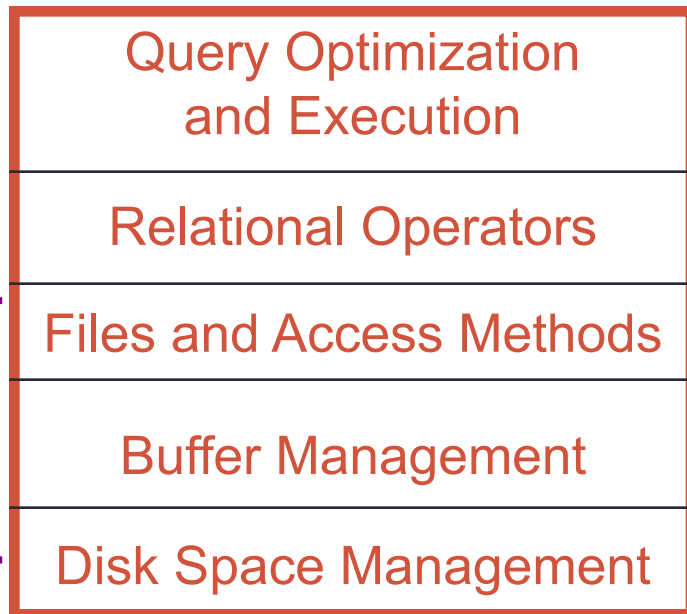 Query Optimization
and Execution
Relational Operators
Files and Access Methods
Buffer Management
Disk Space Management